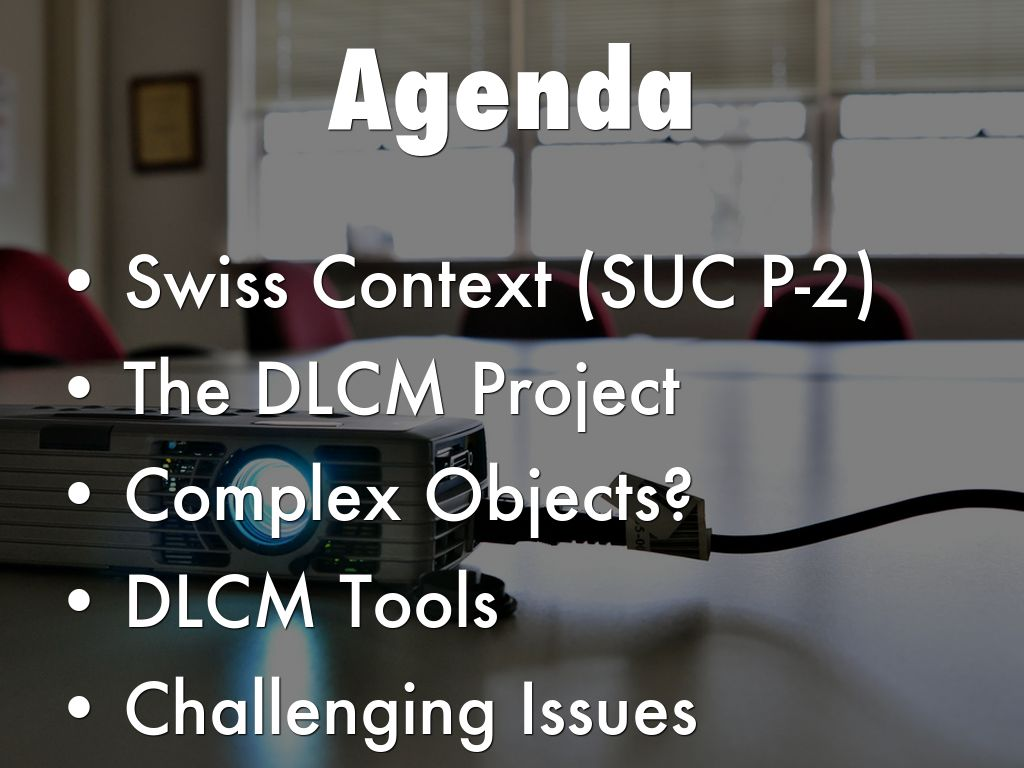 Agenda
• Swiss Context (SUC P-2)
• The DLCM Project
• Complex Objects?
• DLCM Tools
• Challenging Issues